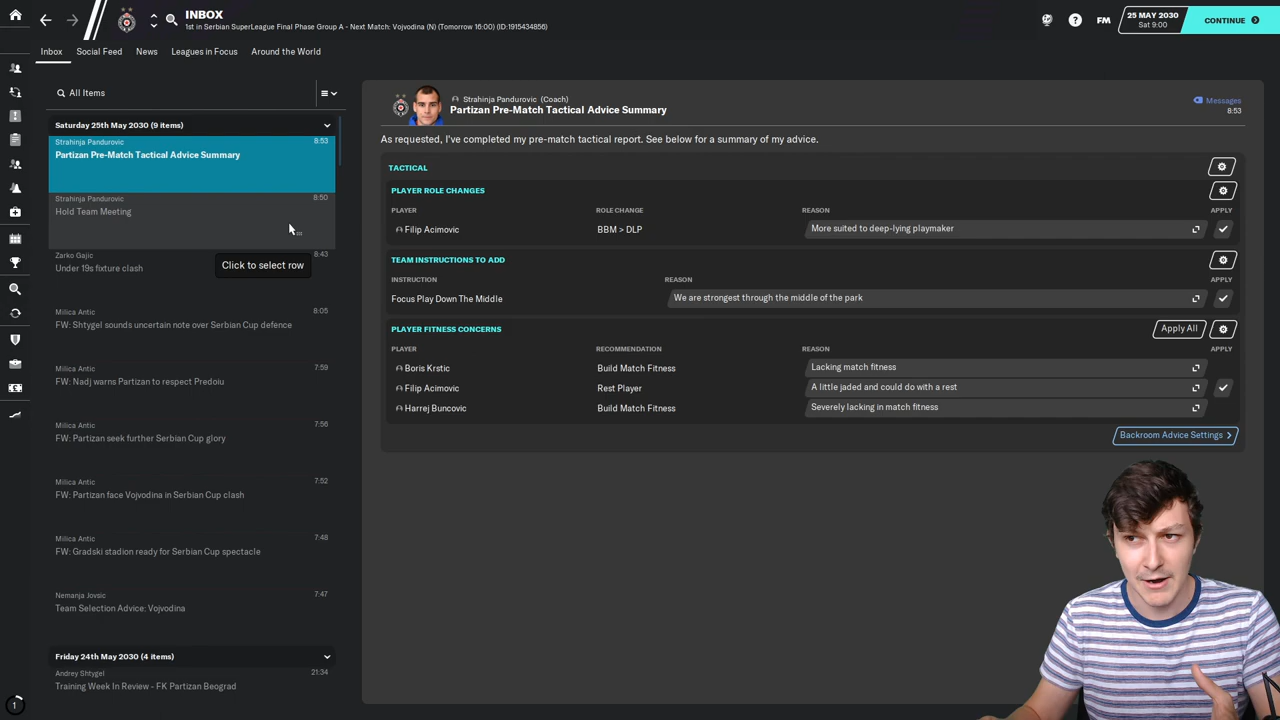 INBOX
1st in Serbian SuperLeague Final Phase Group A - Next Match: Vojvodina (N) (Tomorrow 16:00) (ID:1915434856)
FM
25 MAY 2030
Sat 9:00
CONTINUE
Inbox
Social Feed
News
Leagues in Focus
Around the World
All Items
Saturday 25th May 2030 (9 items)
Strahinja Pandurovic 8:53
Partizan Pre-Match Tactical Advice Summary
Strahinja Pandurovic 8:50
Hold Team Meeting
Zarko Gajic 8:43
Under 19s fixture clash
Click to select row
Milica Antic 8:05
FW: Shtygel sounds uncertain note over Serbian Cup defence
Milica Antic 7:59
FW: Nadj warns Partizan to respect Predoiu
Milica Antic 7:56
FW: Partizan seek further Serbian Cup glory
Milica Antic 7:52
FW: Partizan face Vojvodina in Serbian Cup clash
Milica Antic 7:48
FW: Gradski stadion ready for Serbian Cup spectacle
Nemanja Jovsic 7:47
Team Selection Advice: Vojvodina
Friday 24th May 2030 (4 items)
Andrey Shtygel 21:34
Training Week In Review - FK Partizan Beograd
1
Strahinja Pandurovic (Coach)
Partizan Pre-Match Tactical Advice Summary
Messages
8:53
As requested, I've completed my pre-match tactical report. See below for a summary of my advice.
TACTICAL
PLAYER ROLE CHANGES
PLAYER ROLE CHANGE REASON APPLY
Filip Acimovic BBM > DLP More suited to deep-lying playmaker
TEAM INSTRUCTIONS TO ADD
INSTRUCTION REASON APPLY
Focus Play Down The Middle We are strongest through the middle of the park
PLAYER FITNESS CONCERNS Apply All
PLAYER RECOMMENDATION REASON APPLY
Boris Krstic Build Match Fitness Lacking match fitness
Filip Acimovic Rest Player A little jaded and could do with a rest
Harrej Buncovic Build Match Fitness Severely lacking in match fitness
Backroom Advice Settings